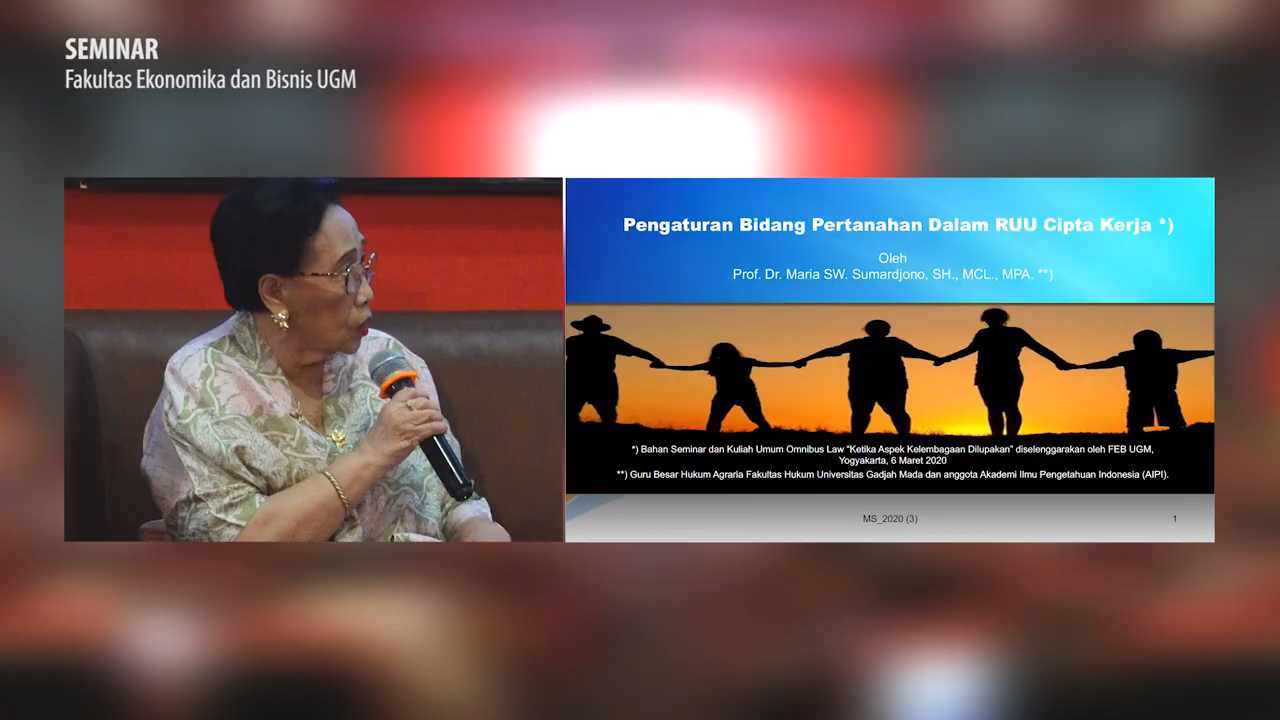 SEMINAR
Fakultas Ekonomika dan Bisnis UGM
Pengaturan Bidang Pertanahan Dalam RUU Cipta Kerja *)
Oleh
Prof. Dr. Maria SW. Sumardjono, SH., MCL., MPA. **)
*) Bahan Seminar dan Kuliah Umum Omnibus Law "Ketika Aspek Kelembagaan Dilupakan" diselenggarakan oleh FEB UGM,
Yogyakarta, 6 Maret 2020
**) Guru Besar Hukum Agraria Fakultas Hukum Universitas Gadjah Mada dan anggota Akademi Ilmu Pengetahuan Indonesia (AIPI).
MS_2020 (3)
1